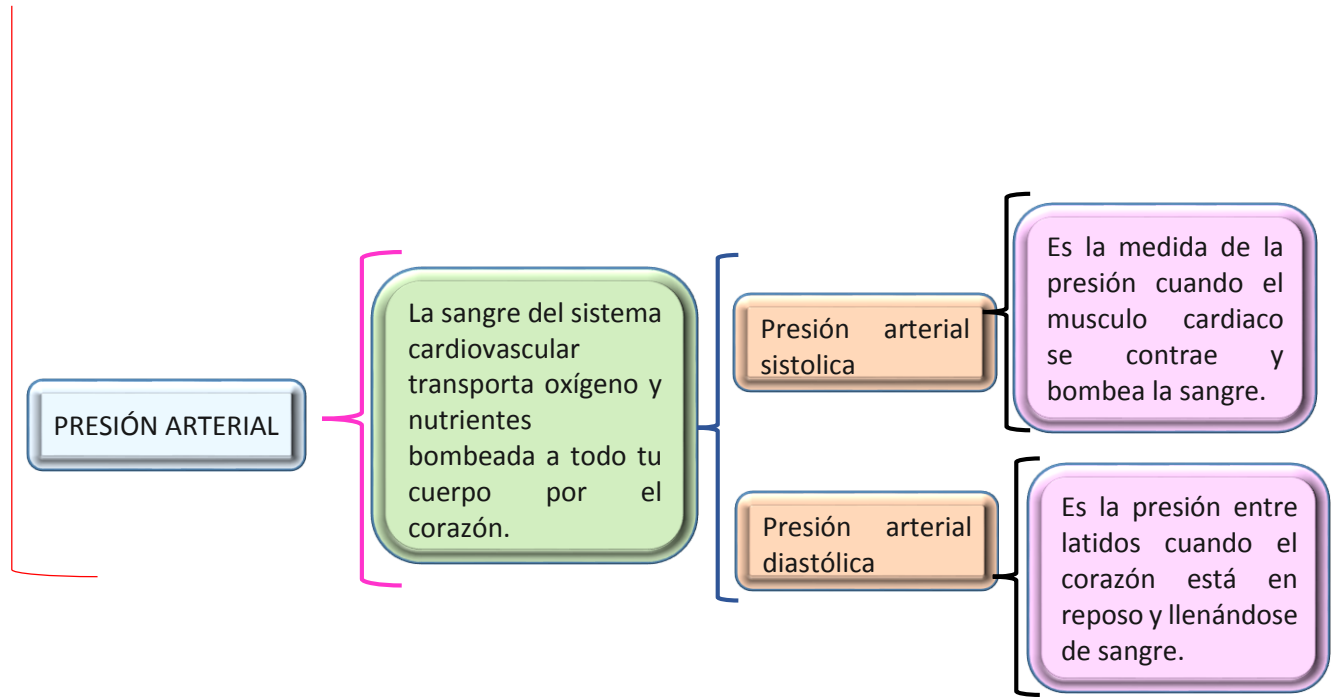 PRESIÓN ARTERIAL
La sangre del sistema
cardiovascular
transporta oxígeno y
nutrientes
bombeada a todo tu
cuerpo por el
corazón.
Presión arterial
sistolica
Es la medida de la
presión cuando el
musculo cardiaco
se contrae y
bombea la sangre.
Presión arterial
diastólica
Es la presión entre
latidos cuando el
corazón está en
reposo y llenándose
de sangre.